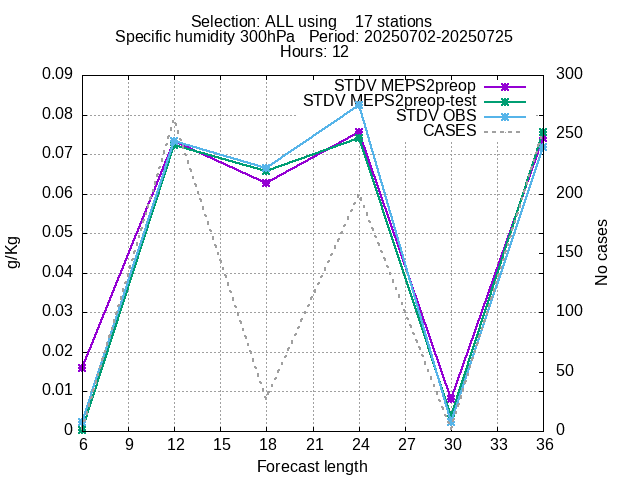 Selection: ALL using    17 stations
Specific humidity 300hPa   Period: 20250702-20250725
Hours: 12
STDV MEPS2preop
STDV MEPS2preop-test
STDV OBS
CASES
0.09
0.08
0.07
0.06
0.05
0.04
0.03
0.02
0.01
0
300
250
200
150
100
50
0
g/Kg
No cases
6 9 12 15 18 21 24 27 30 33 36
Forecast length